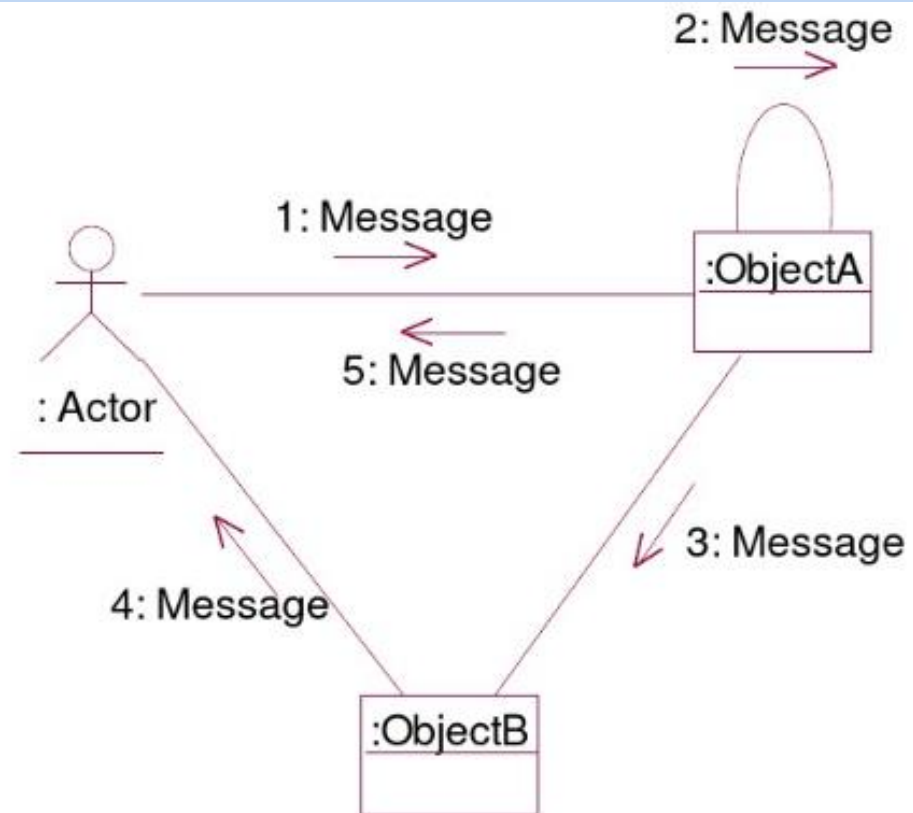 2: Message
1: Message
:ObjectA
5: Message
: Actor
3: Message
4: Message
:ObjectB